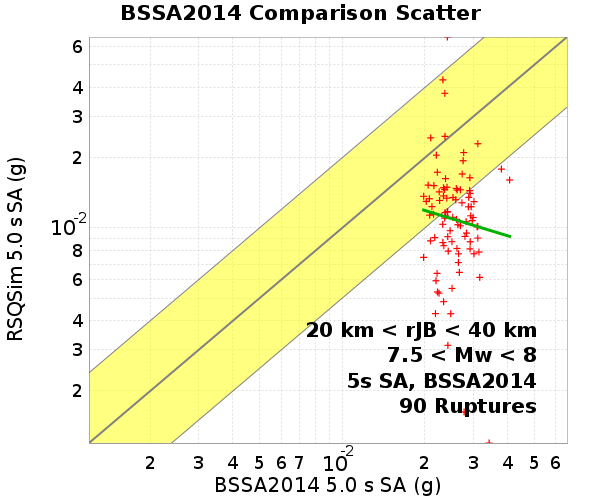 BSSA2014 Comparison Scatter
RSQSim 5.0 s SA (g)
6
4
3
2
10-2
8
6
4
3
2
20 km < rJB < 40 km
7.5 < Mw < 8
5s SA, BSSA2014
90 Ruptures
2 3 4 5 6 7 10-2 2 3 4 5 6
BSSA2014 5.0 s SA (g)